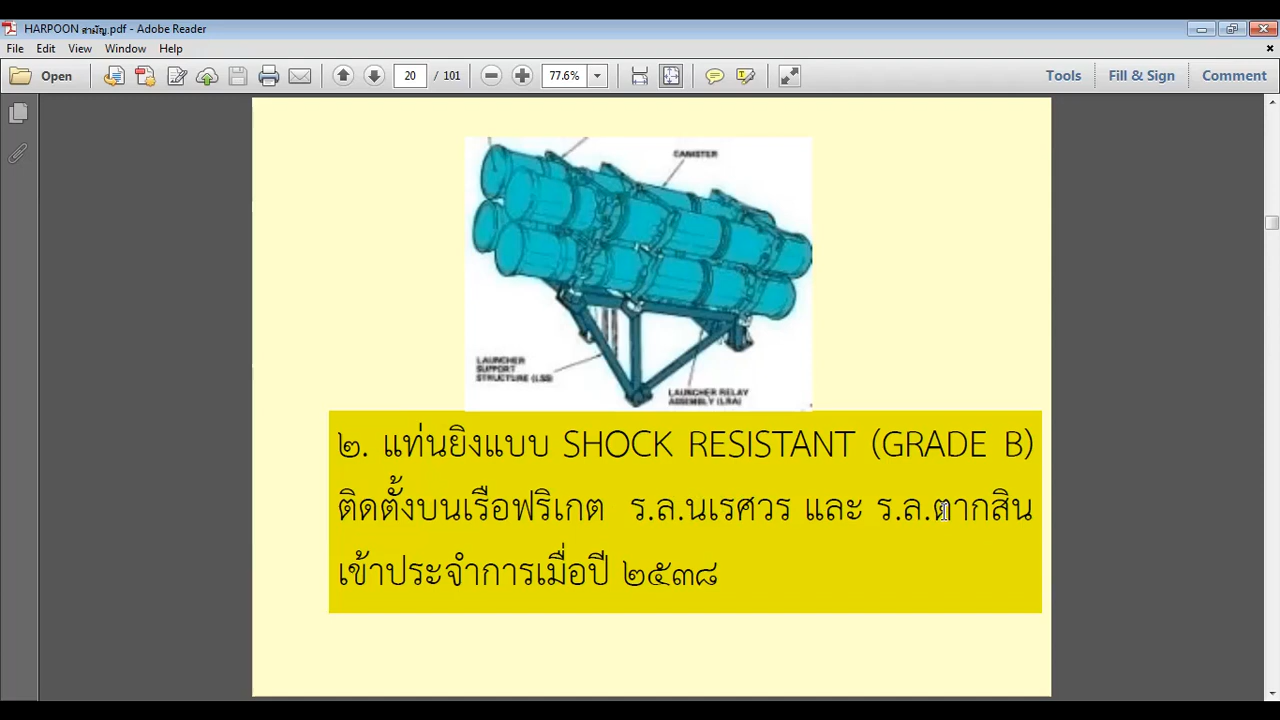 HARPOON สามัญ.pdf - Adobe Reader
File Edit View Window Help
Open 20 / 101 77.6% Tools Fill & Sign Comment
CANISTER
LAUNCHER
SUPPORT
STRUCTURE (LSS)
LAUNCHER RELAY
ASSEMBLY (LRA)
๒. แท่นยิงแบบ SHOCK RESISTANT (GRADE B)
ติดตั้งบนเรือฟริเกต ร.ล.นเรศวร และ ร.ล.ตากสิน
เข้าประจำการเมื่อปี ๒๕๓๘